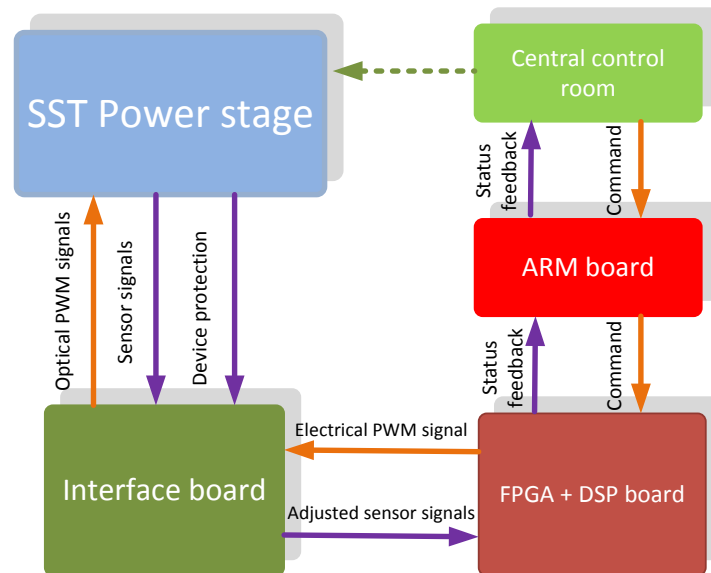 SST Power stage
Central control
room
Optical PWM signals
Sensor signals
Device protection
Status
feedback
Command
ARM board
Status
feedback
Command
Interface board
Electrical PWM signal
Adjusted sensor signals
FPGA + DSP board